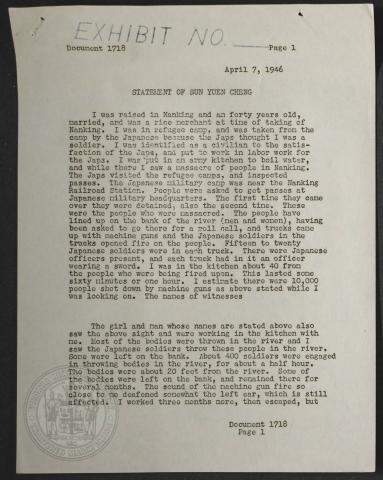 EXHIBIT NO.
Document 1718 Page 1
April 7, 1946
STATEMENT OF SUN YUEN CHENG
I was raised in Nanking and an forty years old,
married, and was a rice merchant at time of taking of
Nanking. I was in refugee camp, and was taken from the
camp by the Japanese because the Japs thought I was a
soldier. I was identified as a civilian to the satis-
faction of the Japs, and put to work in labor work for
the Japs. I was put in an army kitchen to boil water,
and while there I saw a massacre of people in Nanking.
The Japs visited the refugee camps, and inspected
passes. The Japanese military camp was near the Nanking
Railroad Station. People were asked to got passes at
Japanese military headquarters. The first time they came
over they were detained, also the second time. These
were the people who were massacred. The people have
lined up on the bank of the river (men and women), having
been asked to go there for a roll call, and trucks came
up with machine guns and the Japanese soldiers in the
trucks opened fire on the people. Fifteen to twenty
Japanese soldiers were in each truck. There were Japanese
officers present, and each truck had in it an officer
wearing a sword. I was in the kitchen about 40 from
the people who were being fired upon. This lasted some
sixty minutes or one hour. I estimate there were 10,000
people shot down by machine guns as above stated while I
was looking on. The names of witnesses
The girl and man whose names are stated above also
saw the above sight and were working in the kitchen with
me. Most of the bodies were thrown in the river and I
saw the Japanese soldiers throw these people in the river.
Some were left on the bank. About 400 soldiers were engaged
in throwing bodies in the river, for about a half hour.
The bodies were about 20 feet from the river. Some of
the bodies were left on the bank, and remained there for
several months. The sound of the machine gun fire so
close to me deafened somewhat the left ear, which is still
affected. I worked three months more, then escaped, but
Document 1718
Page 1